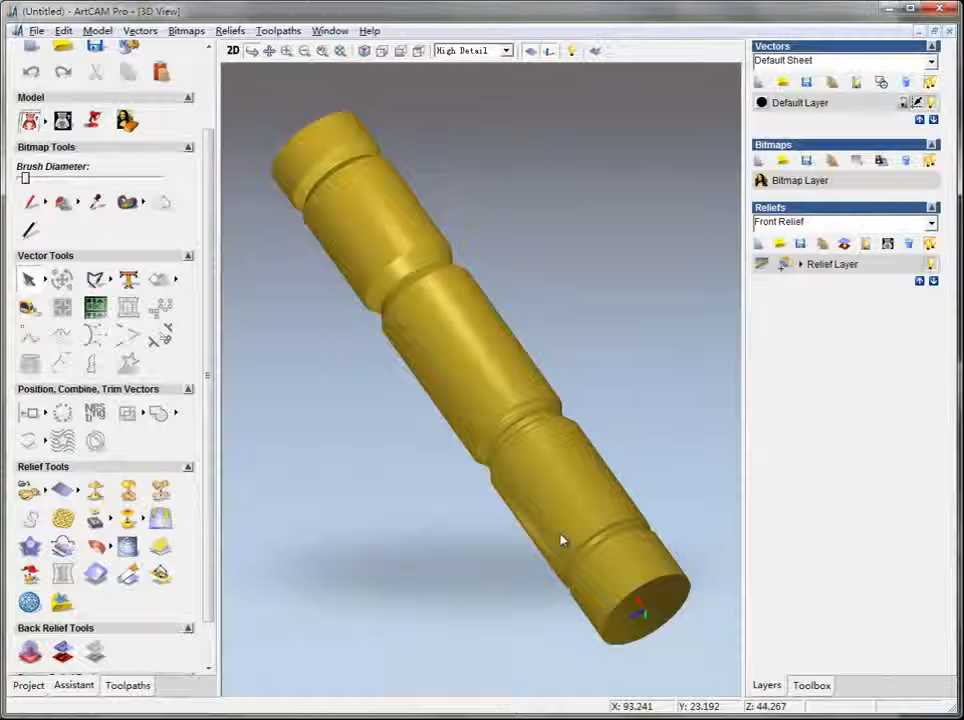 (Untitled) - ArtCAM Pro - [3D View]
File Edit Model Vectors Bitmaps Reliefs Toolpaths Window Help
2D High Detail
Model
Bitmap Tools
Brush Diameter:
Vector Tools
Position, Combine, Trim Vectors
Relief Tools
Back Relief Tools
Project Assistant Toolpaths
Vectors
Default Sheet
Default Layer
Bitmaps
Bitmap Layer
Reliefs
Front Relief
Relief Layer
Layers Toolbox
X: 93.241 Y: 23.192 Z: 44.267